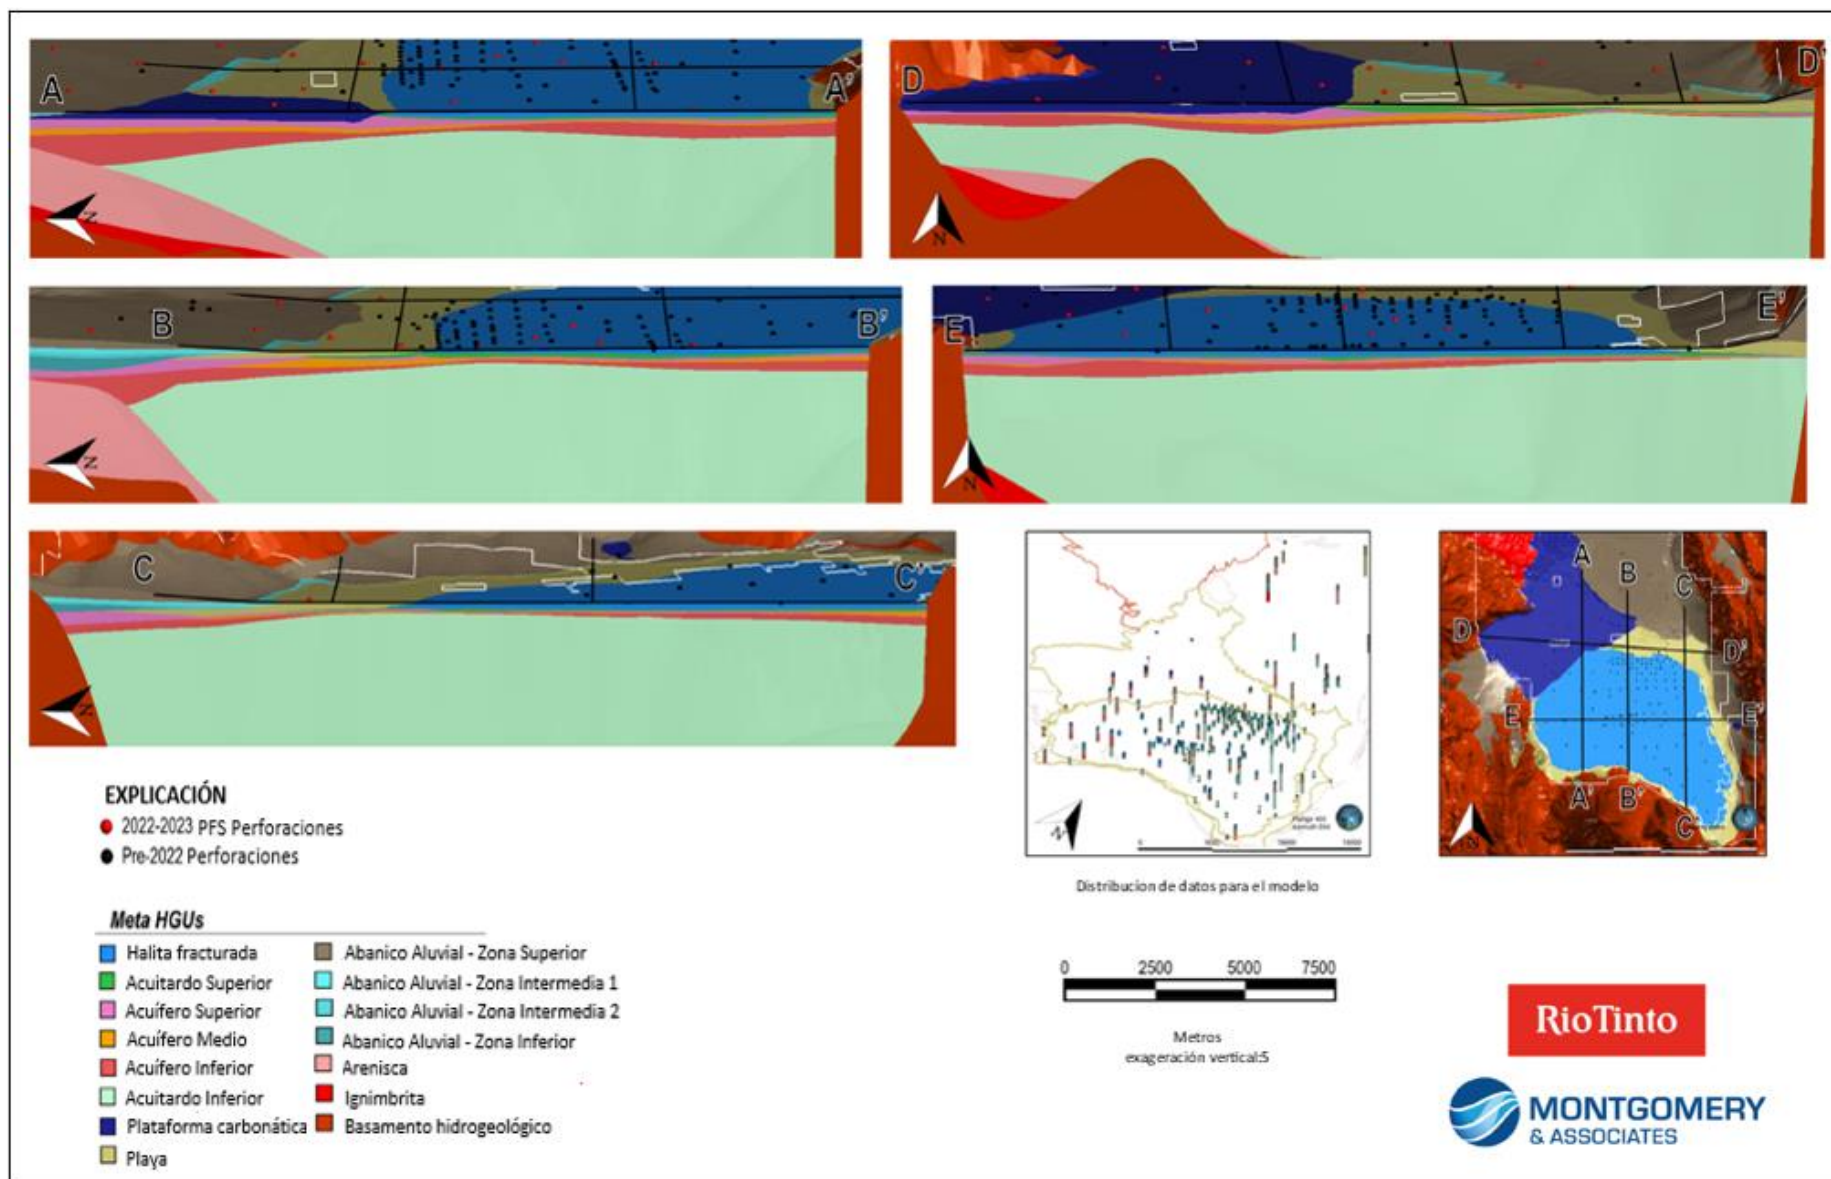 A
A'
D
D'
N
N
B
B'
E
E'
N
N
C
C'
N
A
B
C
D
D'
E
E'
A'
B'
C'
N
N
0
Distribucion de datos para el modelo
EXPLICACIÓN
2022-2023 PFS Perforaciones
Pre-2022 Perforaciones
Meta HGUs
Halita fracturada
Acuitardo Superior
Acuífero Superior
Acuífero Medio
Acuífero Inferior
Acuitardo Inferior
Plataforma carbonática
Playa
Abanico Aluvial - Zona Superior
Abanico Aluvial - Zona Intermedia 1
Abanico Aluvial - Zona Intermedia 2
Abanico Aluvial - Zona Inferior
Arenisca
Ignimbrita
Basamento hidrogeológico
0 2500 5000 7500
Metros
exageración vertical:5
RioTinto
MONTGOMERY
& ASSOCIATES